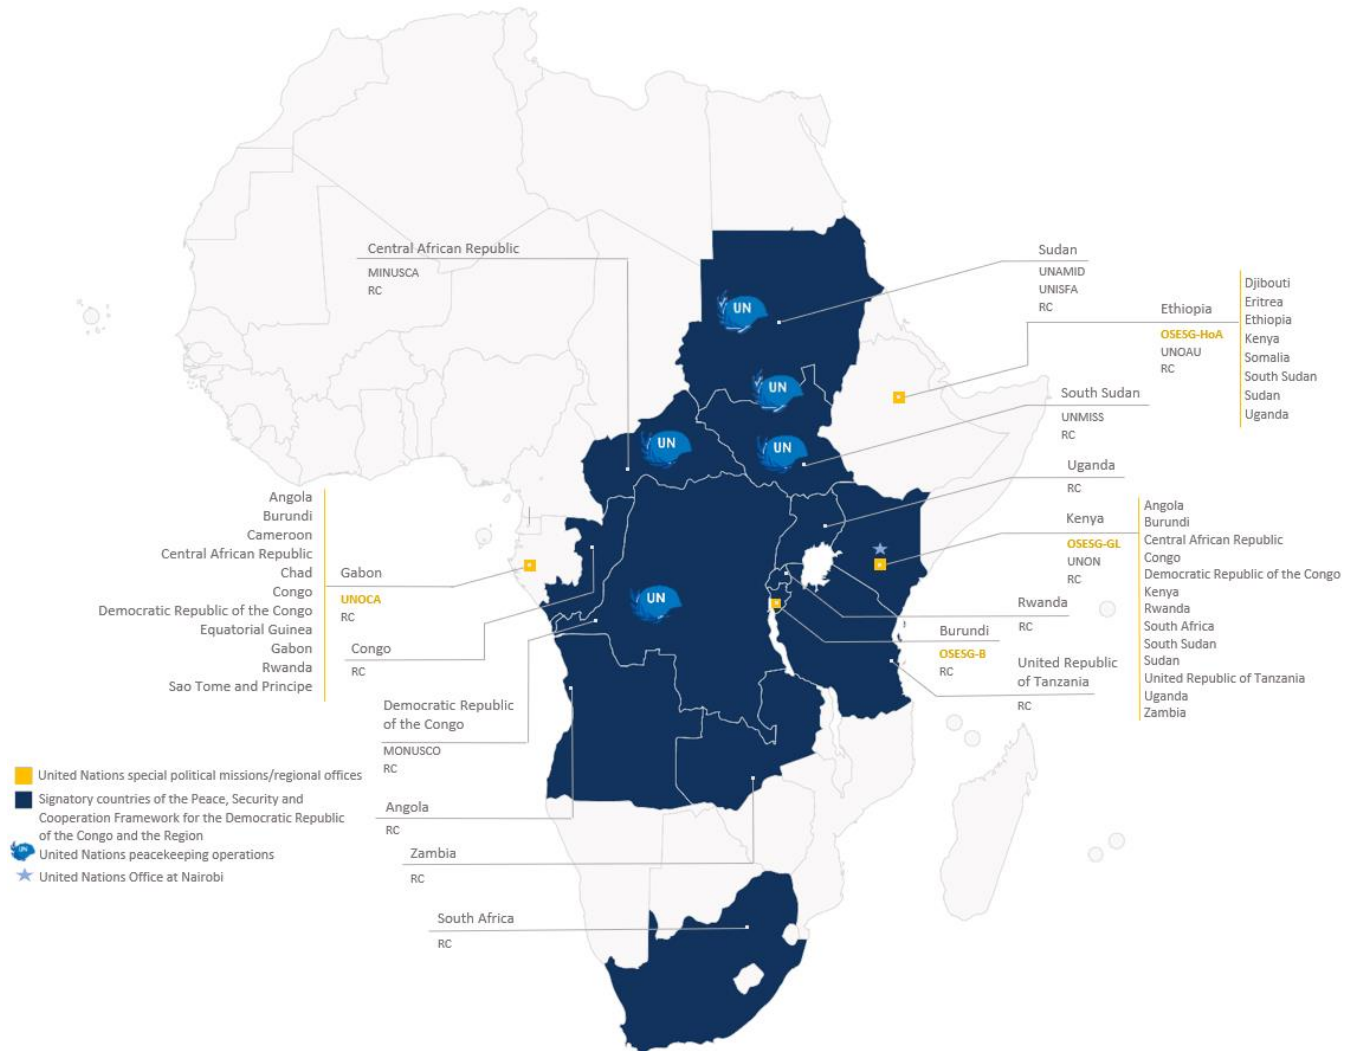 Central African Republic
MINUSCA
RC
Sudan
UNAMID
UNISFA
RC
Ethiopia
OSESG-HoA
UNOAU
RC
Djibouti
Eritrea
Ethiopia
Kenya
Somalia
South Sudan
Sudan
Uganda
South Sudan
UNMISS
RC
Uganda
RC
Kenya
OSESG-GL
UNON
RC
Angola
Burundi
Central African Republic
Congo
Democratic Republic of the Congo
Kenya
Rwanda
South Africa
South Sudan
Sudan
United Republic of Tanzania
Uganda
Zambia
UN
UN
UN
UN
UN
Angola
Burundi
Cameroon
Central African Republic
Chad
Congo
Democratic Republic of the Congo
Equatorial Guinea
Gabon
Rwanda
Sao Tome and Principe
Gabon
UNOCA
RC
Congo
RC
Rwanda
RC
Burundi
OSESG-B
RC
United Republic
of Tanzania
RC
Democratic Republic
of the Congo
MONUSCO
RC
Angola
RC
Zambia
RC
South Africa
RC
United Nations special political missions/regional offices
Signatory countries of the Peace, Security and
Cooperation Framework for the Democratic Republic
of the Congo and the Region
UN
United Nations peacekeeping operations
United Nations Office at Nairobi